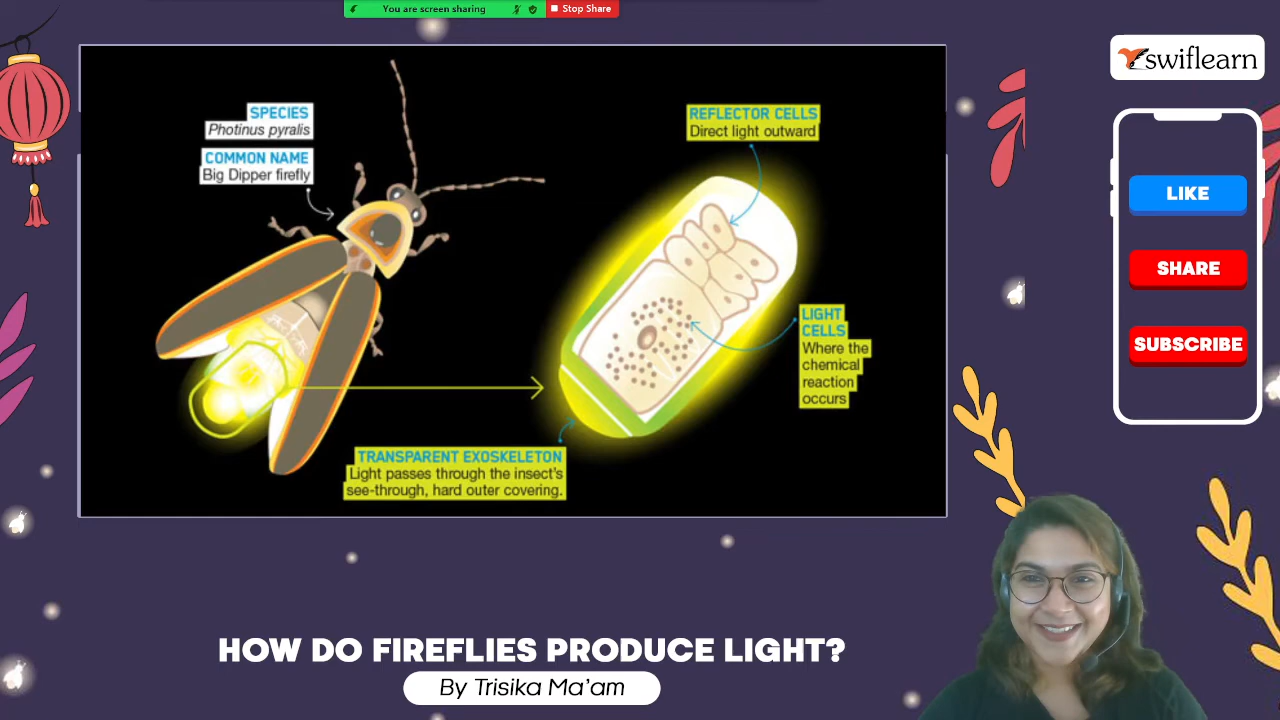 You are screen sharing
Stop Share
swiflearn
SPECIES
Photinus pyralis
COMMON NAME
Big Dipper firefly
REFLECTOR CELLS
Direct light outward
LIGHT
CELLS
Where the
chemical
reaction
occurs
TRANSPARENT EXOSKELETON
Light passes through the insect's
see-through, hard outer covering.
LIKE
SHARE
SUBSCRIBE
HOW DO FIREFLIES PRODUCE LIGHT?
By Trisika Ma'am